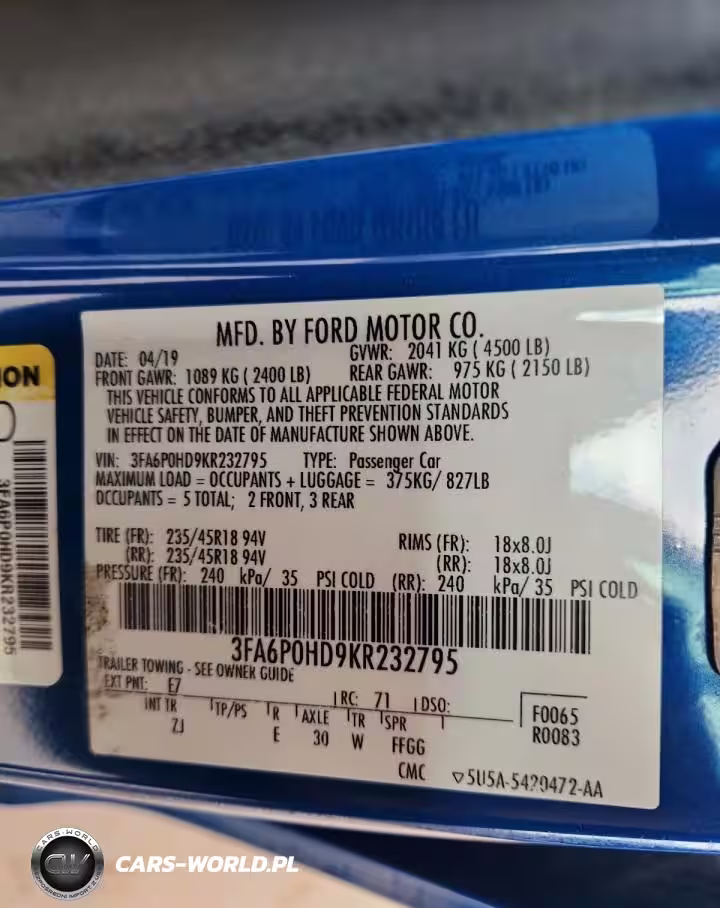 MFD. BY FORD MOTOR CO.
DATE: 04/19 GVWR: 2041 KG ( 4500 LB)
FRONT GAWR: 1089 KG ( 2400 LB) REAR GAWR: 975 KG ( 2150 LB)
THIS VEHICLE CONFORMS TO ALL APPLICABLE FEDERAL MOTOR
VEHICLE SAFETY, BUMPER, AND THEFT PREVENTION STANDARDS
IN EFFECT ON THE DATE OF MANUFACTURE SHOWN ABOVE.
VIN: 3FA6P0HD9KR232795 TYPE: Passenger Car
MAXIMUM LOAD = OCCUPANTS + LUGGAGE = 375KG/ 827LB
OCCUPANTS = 5 TOTAL; 2 FRONT, 3 REAR
TIRE (FR): 235/45R18 94V RIMS (FR): 18x8.0J
(RR): 235/45R18 94V (RR): 18x8.0J
PRESSURE (FR): 240 kPa/ 35 PSI COLD (RR): 240 kPa/ 35 PSI COLD
3FA6P0HD9KR232795
TRAILER TOWING - SEE OWNER GUIDE
EXT PNT: E7 RC: 71 DSO:
INT TR TP/PS R AXLE TR SPR F0065
ZJ E 30 W FFGG R0083
CMC ▽5U5A-5420472-AA
3FA6P0HD9KR232795
CARS-WORLD
CW
CARS-WORLD.PL